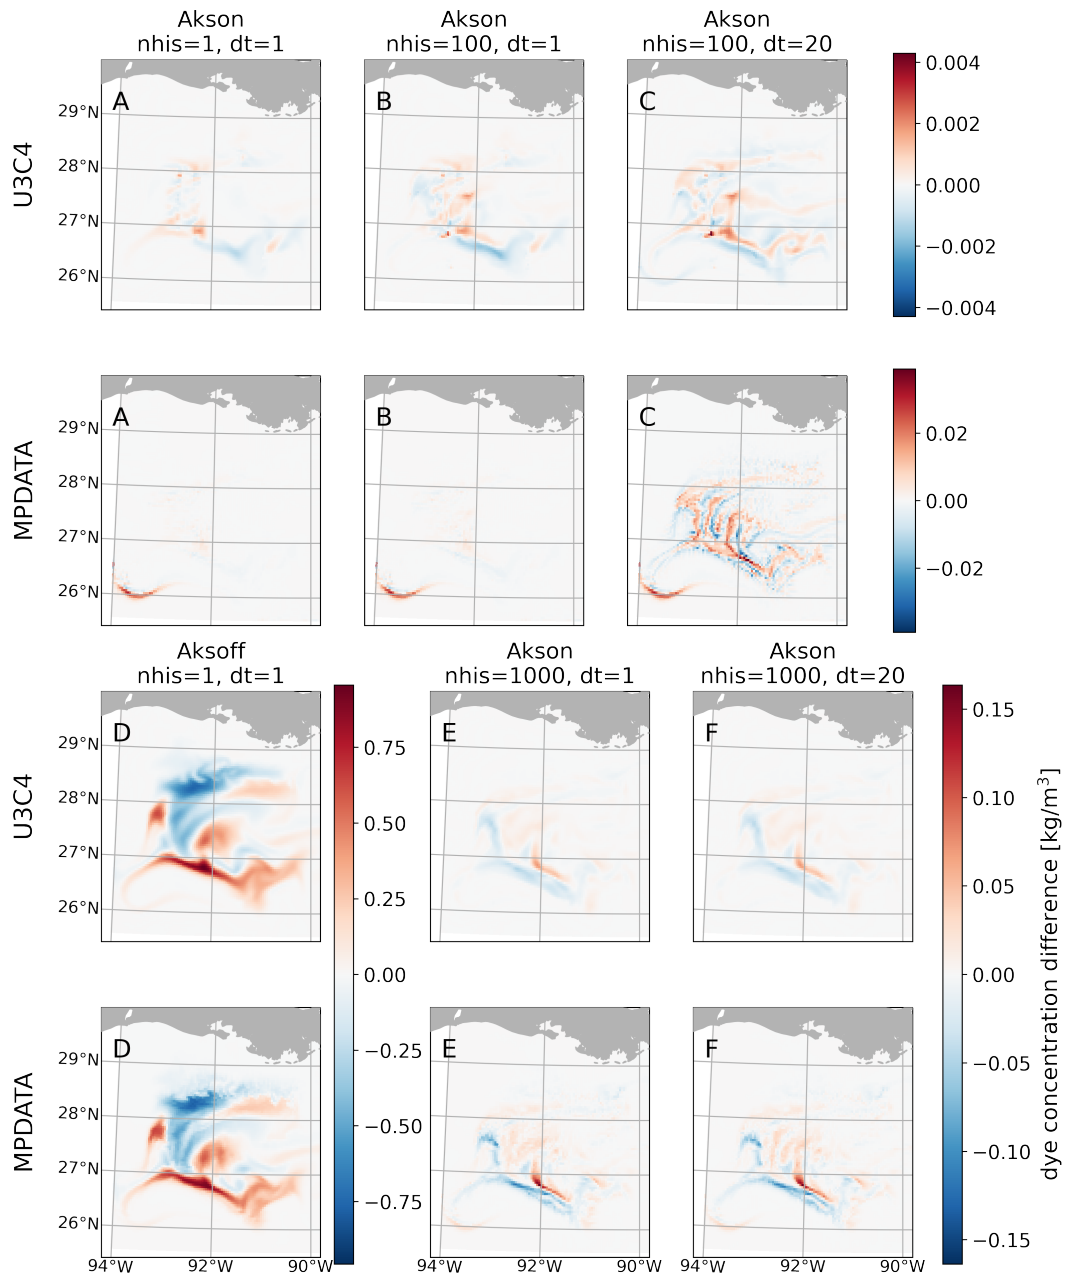 Akson
nhis=1, dt=1
Akson
nhis=100, dt=1
Akson
nhis=100, dt=20
U3C4
A
B
C
29°N
28°N
27°N
26°N
0.004
0.002
0.000
−0.002
−0.004
MPDATA
A
B
C
29°N
28°N
27°N
26°N
0.02
0.00
−0.02
Aksoff
nhis=1, dt=1
Akson
nhis=1000, dt=1
Akson
nhis=1000, dt=20
U3C4
D
E
F
29°N
28°N
27°N
26°N
0.75
0.50
0.25
0.00
−0.25
−0.50
−0.75
0.15
0.10
0.05
0.00
−0.05
−0.10
−0.15
dye concentration difference [kg/m³]
MPDATA
D
E
F
29°N
28°N
27°N
26°N
94°W 92°W 90°W
94°W 92°W 90°W
94°W 92°W 90°W